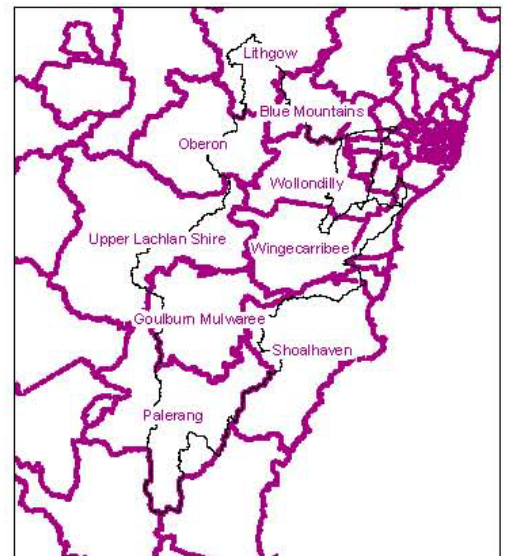 Lithgow
Blue Mountains
Oberon
Wollondilly
Upper Lachlan Shire
Wingecarribee
Goulburn Mulwaree
Shoalhaven
Palerang